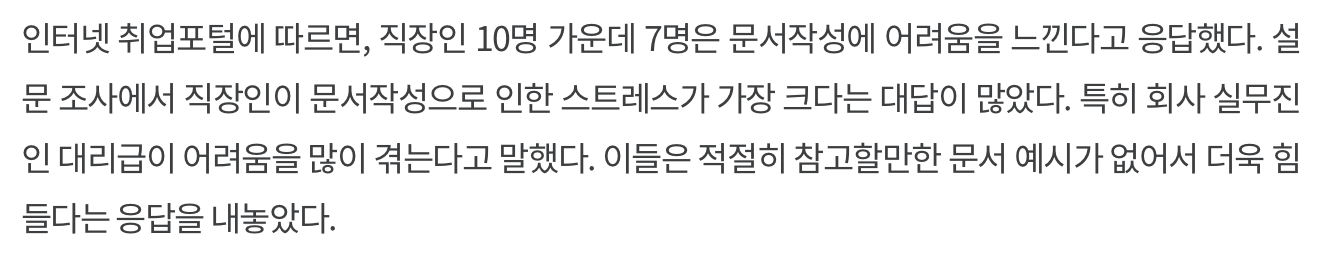 인터넷 취업포털에 따르면, 직장인 10명 가운데 7명은 문서작성에 어려움을 느낀다고 응답했다. 설
문 조사에서 직장인이 문서작성으로 인한 스트레스가 가장 크다는 대답이 많았다. 특히 회사 실무진
인 대리급이 어려움을 많이 겪는다고 말했다. 이들은 적절히 참고할만한 문서 예시가 없어서 더욱 힘
들다는 응답을 내놓았다.